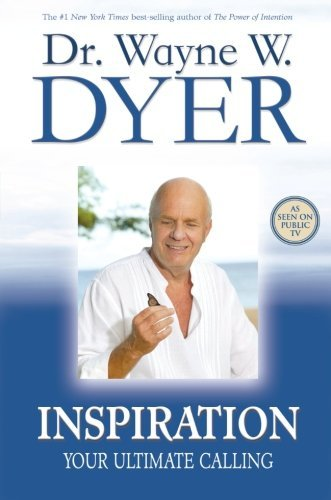 The #1 New York Times best-selling author of The Power of Intention
Dr. Wayne W.
DYER
AS
SEEN ON
PUBLIC
TV
INSPIRATION
YOUR ULTIMATE CALLING